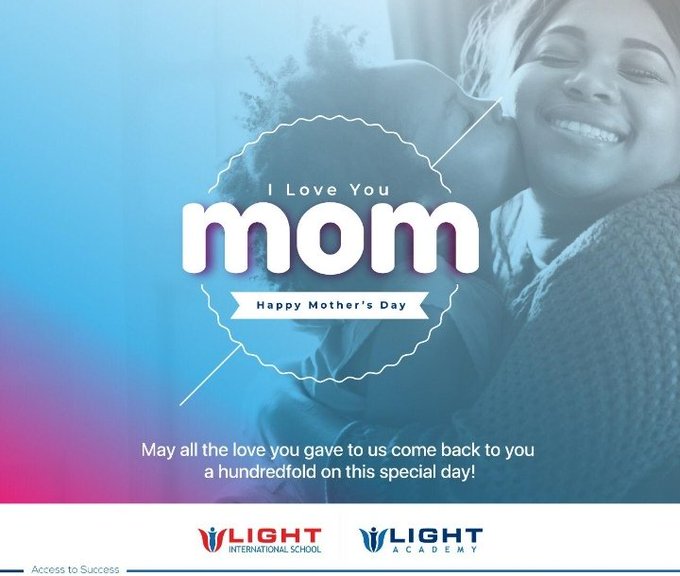 I Love You
mom
Happy Mother's Day
May all the love you gave to us come back to you
a hundredfold on this special day!
LIGHT
INTERNATIONAL SCHOOL
LIGHT
ACADEMY
Access to Success